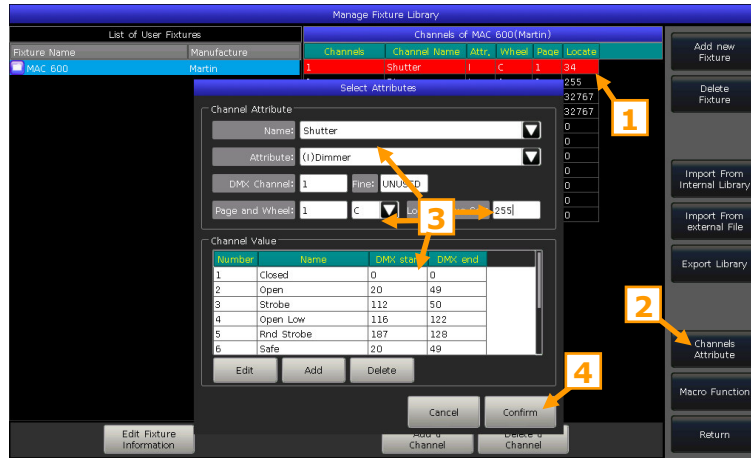 Manage Fixture Library
List of User Fixtures
Channels of MAC 600(Martin)
Fixture Name Manufacture
Channels Channel Name Attr. Wheel Page Locate
MAC 600 Martin
1 Shutter I C 1 34
255
32767
32767
0
0
0
0
0
0
0
1
Select Attributes
Channel Attribute
Name: Shutter
Attribute: (I)Dimmer
DMX Channel: 1 Fine: UNUSED
Page and Wheel: 1 C 255
3
Channel Value
Number Name DMX start DMX end
1 Closed 0 0
2 Open 20 49
3 Strobe 112 50
4 Open Low 116 122
5 Rnd Strobe 187 128
6 Safe 20 49
Edit Add Delete
4
Cancel Confirm
Edit Fixture
Information
Add a
Channel
Delete a
Channel
Add new
Fixture
Delete
Fixture
Import From
Internal Library
Import From
external File
Export Library
2
Channels
Attribute
Macro Function
Return